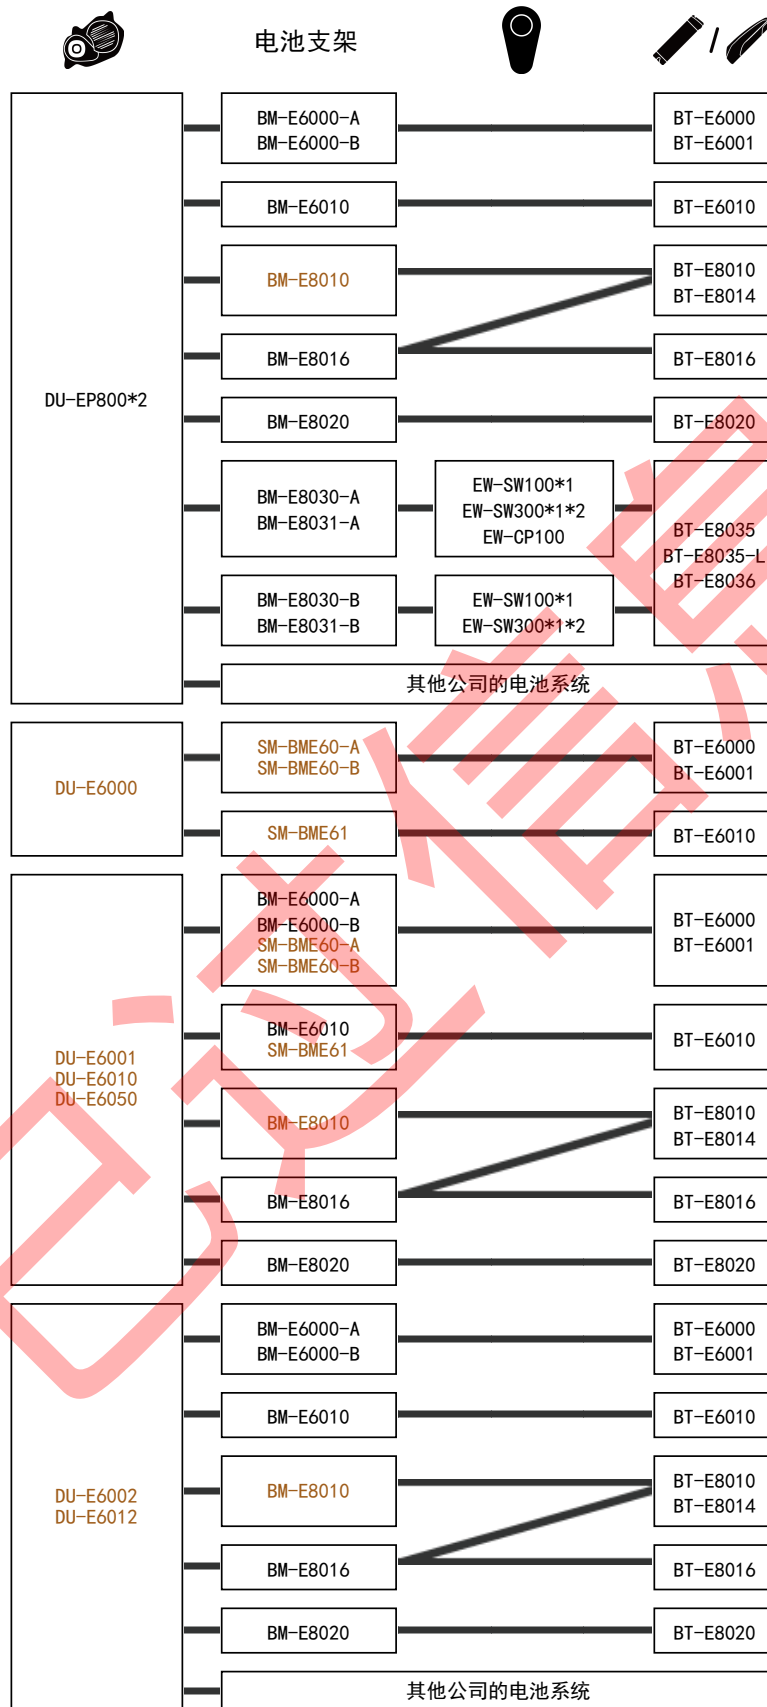 电池支架
/
DU-EP800*2
BM-E6000-A
BM-E6000-B
BT-E6000
BT-E6001
BM-E6010
BT-E6010
BM-E8010
BT-E8010
BT-E8014
BM-E8016
BT-E8016
BM-E8020
BT-E8020
BM-E8030-A
BM-E8031-A
EW-SW100*1
EW-SW300*1*2
EW-CP100
BT-E8035
BT-E8035-L
BT-E8036
BM-E8030-B
BM-E8031-B
EW-SW100*1
EW-SW300*1*2
其他公司的电池系统
DU-E6000
SM-BME60-A
SM-BME60-B
BT-E6000
BT-E6001
SM-BME61
BT-E6010
DU-E6001
DU-E6010
DU-E6050
BM-E6000-A
BM-E6000-B
SM-BME60-A
SM-BME60-B
BT-E6000
BT-E6001
BM-E6010
SM-BME61
BT-E6010
BM-E8010
BT-E8010
BT-E8014
BM-E8016
BT-E8016
BM-E8020
BT-E8020
DU-E6002
DU-E6012
BM-E6000-A
BM-E6000-B
BT-E6000
BT-E6001
BM-E6010
BT-E6010
BM-E8010
BT-E8010
BT-E8014
BM-E8016
BT-E8016
BM-E8020
BT-E8020
其他公司的电池系统
已过信息